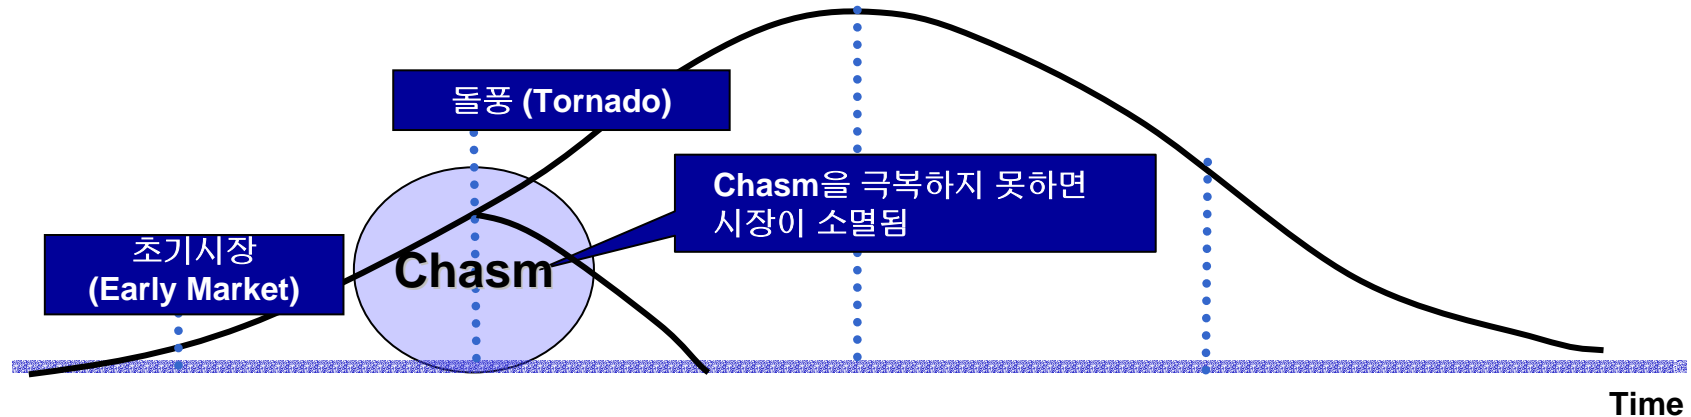 돌풍 (Tornado)
Chasm을 극복하지 못하면
시장이 소멸됨
초기시장
(Early Market)
Chasm
Time